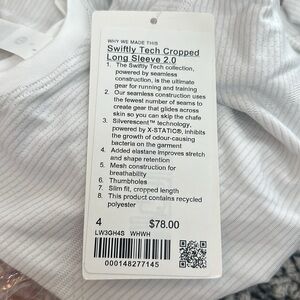 WHY WE MADE THIS
Swiftly Tech Cropped
Long Sleeve 2.0
1. The Swiftly Tech collection,
powered by seamless
construction, is the ultimate
gear for running and training
2. Our seamless construction uses
the fewest number of seams to
create gear that glides across
skin so you can skip the chafe
3. Silverescent™ technology,
powered by X-STATIC®, inhibits
the growth of odour-causing
bacteria on the garment
4. Added elastane improves stretch
and shape retention
5. Mesh construction for
breathability
6. Thumbholes
7. Slim fit, cropped length
8. This product contains recycled
polyester
4 $78.00
LW3GH4S WHWH
000148277145